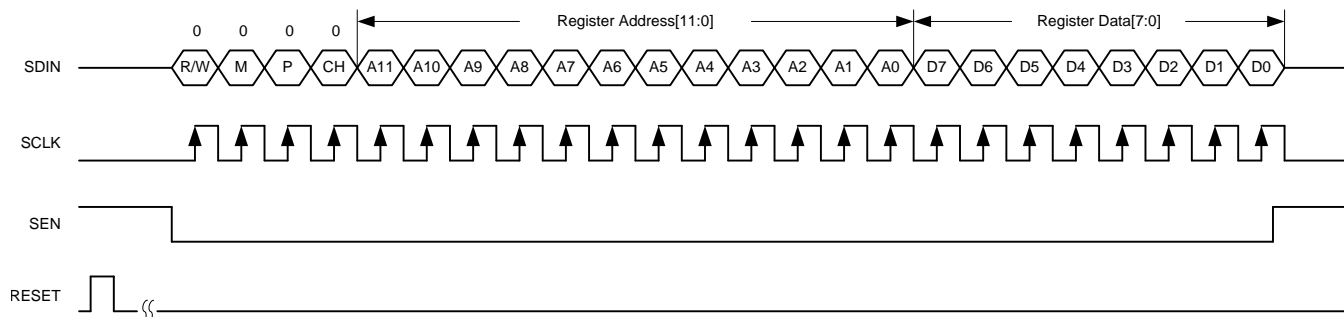 Register Address[11:0] Register Data[7:0]
0 0 0 0
SDIN R/W M P CH A11 A10 A9 A8 A7 A6 A5 A4 A3 A2 A1 A0 D7 D6 D5 D4 D3 D2 D1 D0
SCLK
SEN
RESET